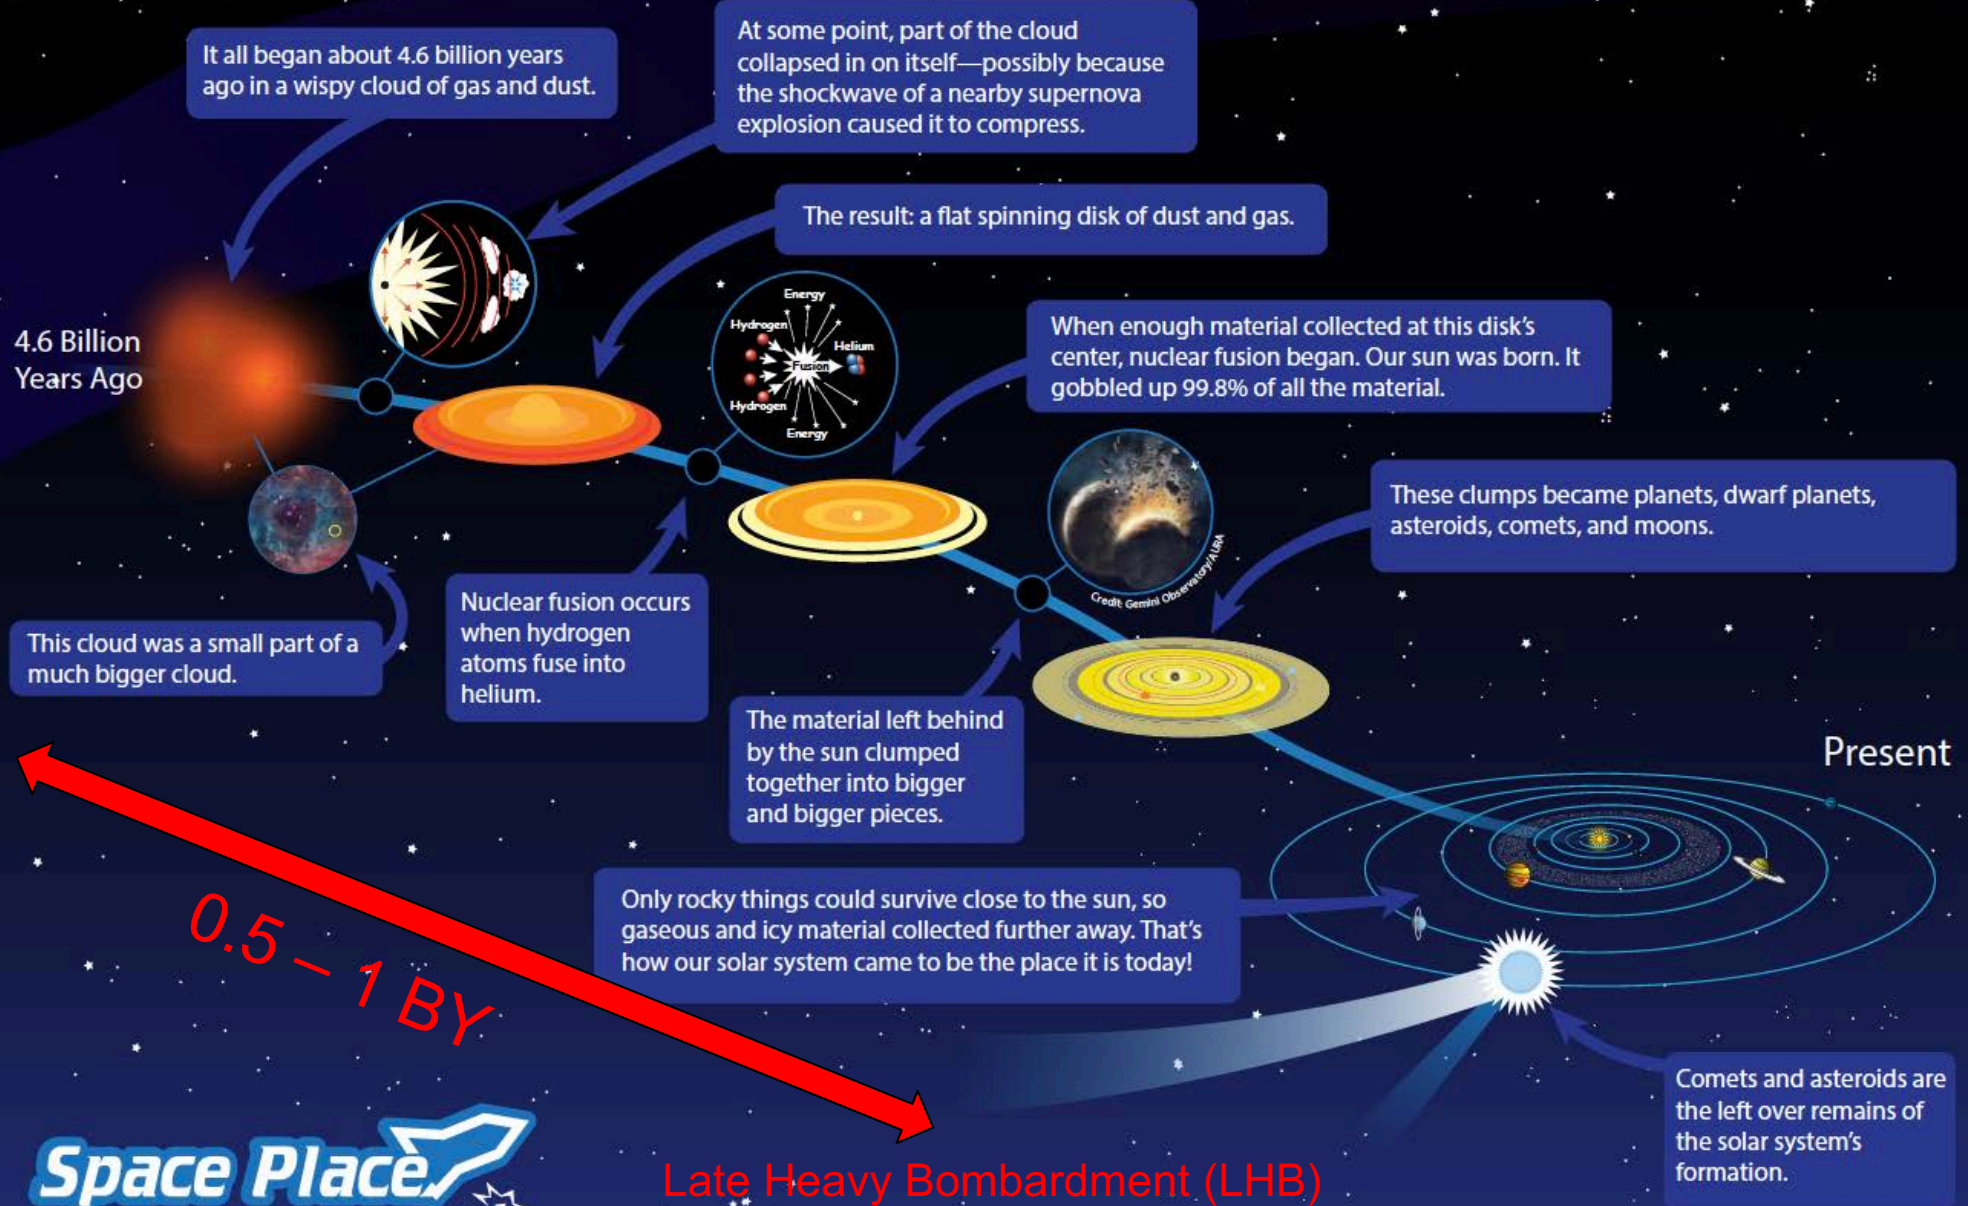 It all began about 4.6 billion years
ago in a wispy cloud of gas and dust.
At some point, part of the cloud
collapsed in on itself—possibly because
the shockwave of a nearby supernova
explosion caused it to compress.
The result: a flat spinning disk of dust and gas.
4.6 Billion
Years Ago
Energy
Hydrogen
Helium
Fusion
Hydrogen
Energy
When enough material collected at this disk's
center, nuclear fusion began. Our sun was born. It
gobbled up 99.8% of all the material.
Credit: Gemini Observatory/AURA
These clumps became planets, dwarf planets,
asteroids, comets, and moons.
This cloud was a small part of a
much bigger cloud.
Nuclear fusion occurs
when hydrogen
atoms fuse into
helium.
The material left behind
by the sun clumped
together into bigger
and bigger pieces.
Present
0.5 – 1 BY
Only rocky things could survive close to the sun, so
gaseous and icy material collected further away. That's
how our solar system came to be the place it is today!
Comets and asteroids are
the left over remains of
the solar system's
formation.
Space Place
Late Heavy Bombardment (LHB)